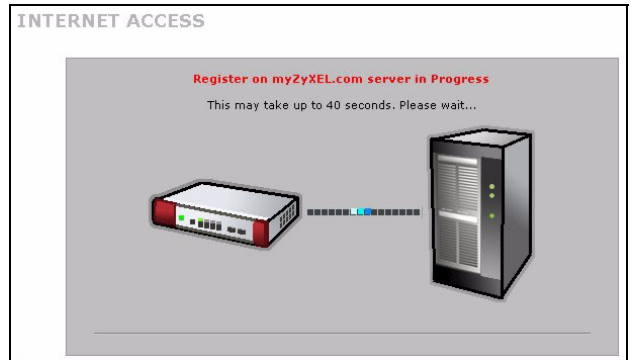 INTERNET ACCESS
Register on myZyXEL.com server in Progress
This may take up to 40 seconds. Please wait...